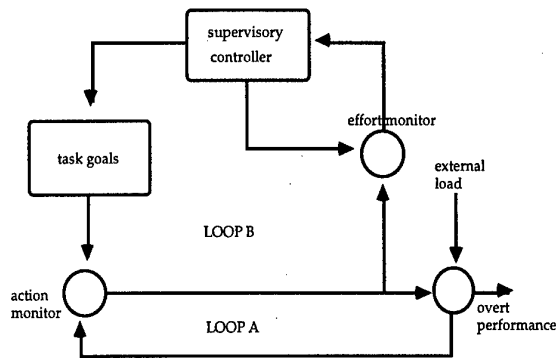 supervisory
controller
effort monitor
task goals
external
load
LOOP B
action
monitor
overt
performance
LOOP A